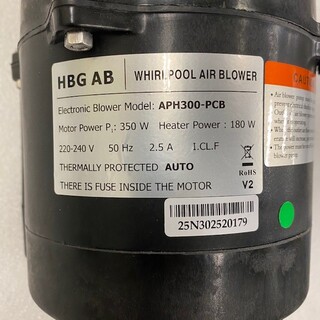 HBG AB WHIRLPOOL AIR BLOWER
Electronic Blower Model: APH300-PCB
Motor Power P₁: 350 W Heater Power: 180 W
220-240 V 50 Hz 2.5 A I.CL.F
THERMALLY PROTECTED AUTO
THERE IS FUSE INSIDE THE MOTOR
RoHS
V2
25N302520179
CAUTION